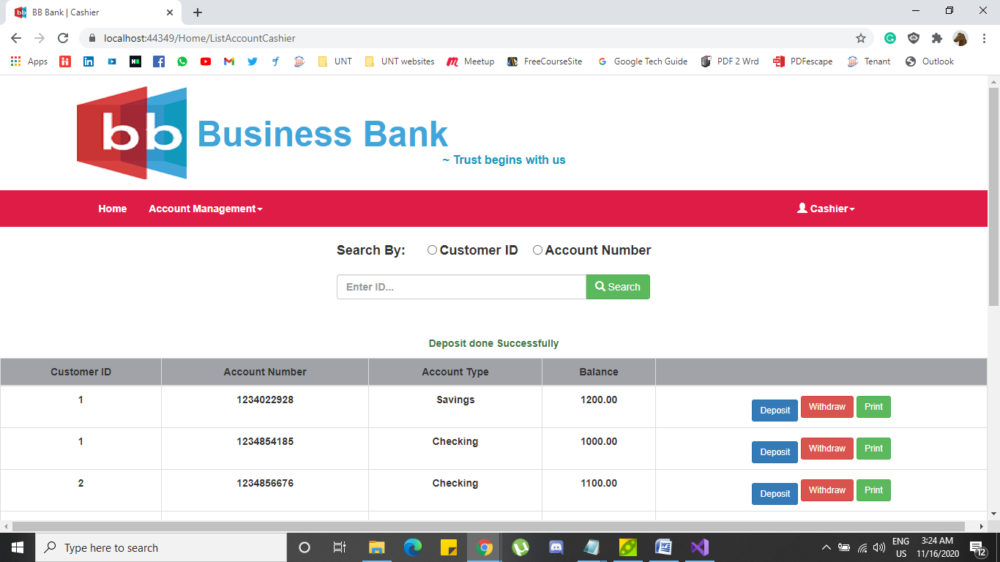 BB Bank | Cashier
localhost:44349/Home/ListAccountCashier
Apps UNT UNT websites Meetup FreeCourseSite Google Tech Guide PDF 2 Wrd PDFescape Tenant Outlook
bb Business Bank
~ Trust begins with us
Home Account Management Cashier
Search By: Customer ID Account Number
Enter ID... Search
Deposit done Successfully
Customer ID Account Number Account Type Balance
1 1234022928 Savings 1200.00 Deposit Withdraw Print
1 1234854185 Checking 1000.00 Deposit Withdraw Print
2 1234856676 Checking 1100.00 Deposit Withdraw Print
Type here to search
ENG 3:24 AM
US 11/16/2020 12